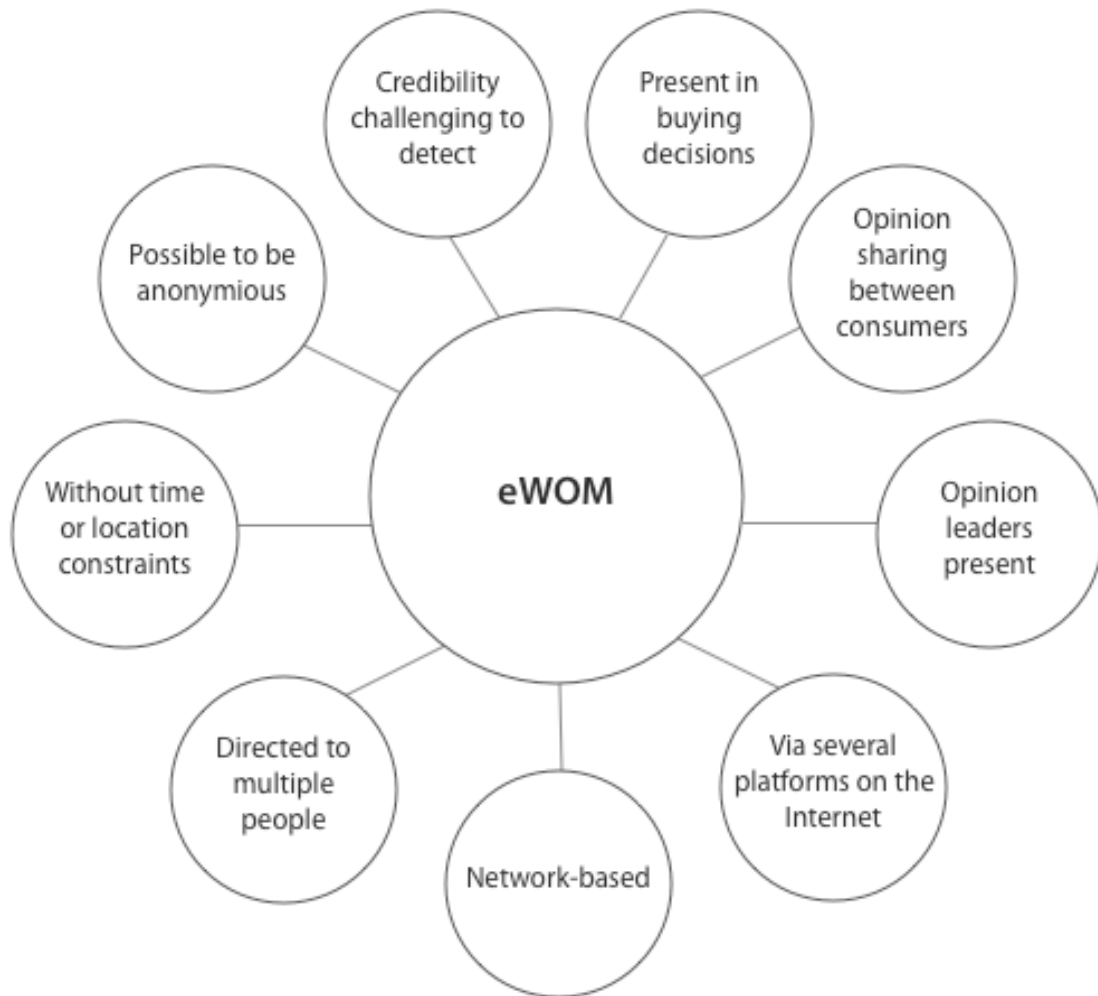 Credibility
challenging to
detect
Present in
buying
decisions
Possible to be
anonymious
Opinion
sharing
between
consumers
Without time
or location
constraints
eWOM
Opinion
leaders
present
Directed to
multiple
people
Network-based
Via several
platforms on the
Internet